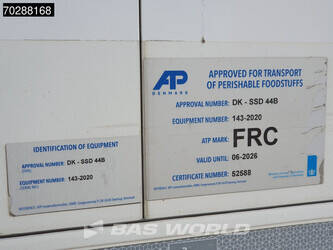 70288168
ATP
DENMARK
APPROVED FOR TRANSPORT
OF PERISHABLE FOODSTUFFS
APPROVAL NUMBER: DK - SSD 44B
EQUIPMENT NUMBER: 143-2020
ATP MARK: FRC
VALID UNTIL: 06-2026
CERTIFICATE NUMBER: 52588
IDENTIFICATION OF EQUIPMENT
APPROVAL NUMBER: DK - SSD 44B
EQUIPMENT NUMBER: 143-2020
BAS WORLD